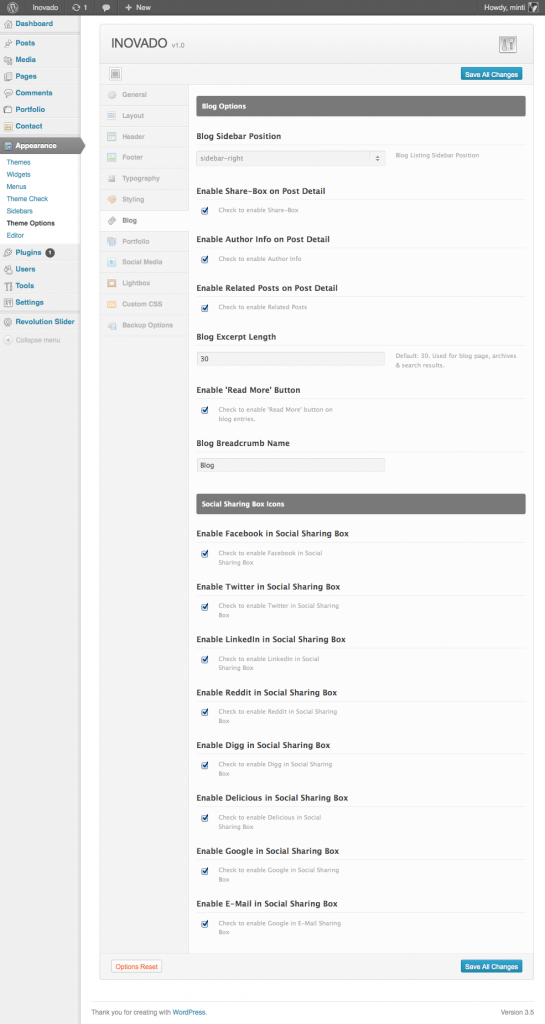 Inovado
1
New
Howdy, minti
Dashboard
Posts
Media
Pages
Comments
Portfolio
Contact
Appearance
Themes
Widgets
Menus
Theme Check
Sidebars
Theme Options
Editor
Plugins 1
Users
Tools
Settings
Revolution Slider
Collapse menu
INOVADO v1.0
Save All Changes
General
Layout
Header
Footer
Typography
Styling
Blog
Portfolio
Social Media
Lightbox
Custom CSS
Backup Options
Blog Options
Blog Sidebar Position
sidebar-right
Blog Listing Sidebar Position
Enable Share-Box on Post Detail
Check to enable Share-Box
Enable Author Info on Post Detail
Check to enable Author Info
Enable Related Posts on Post Detail
Check to enable Related Posts
Blog Excerpt Length
30
Default: 30. Used for blog page, archives
& search results.
Enable 'Read More' Button
Check to enable 'Read More' button on
blog entries.
Blog Breadcrumb Name
Blog
Social Sharing Box Icons
Enable Facebook in Social Sharing Box
Check to enable Facebook in Social
Sharing Box
Enable Twitter in Social Sharing Box
Check to enable Twitter in Social Sharing
Box
Enable LinkedIn in Social Sharing Box
Check to enable LinkedIn in Social
Sharing Box
Enable Reddit in Social Sharing Box
Check to enable Reddit in Social Sharing
Box
Enable Digg in Social Sharing Box
Check to enable Digg in Social Sharing
Box
Enable Delicious in Social Sharing Box
Check to enable Delicious in Social
Sharing Box
Enable Google in Social Sharing Box
Check to enable Google in Social Sharing
Box
Enable E-Mail in Social Sharing Box
Check to enable Google in E-Mail Sharing
Box
Options Reset
Save All Changes
Thank you for creating with WordPress.
Version 3.5